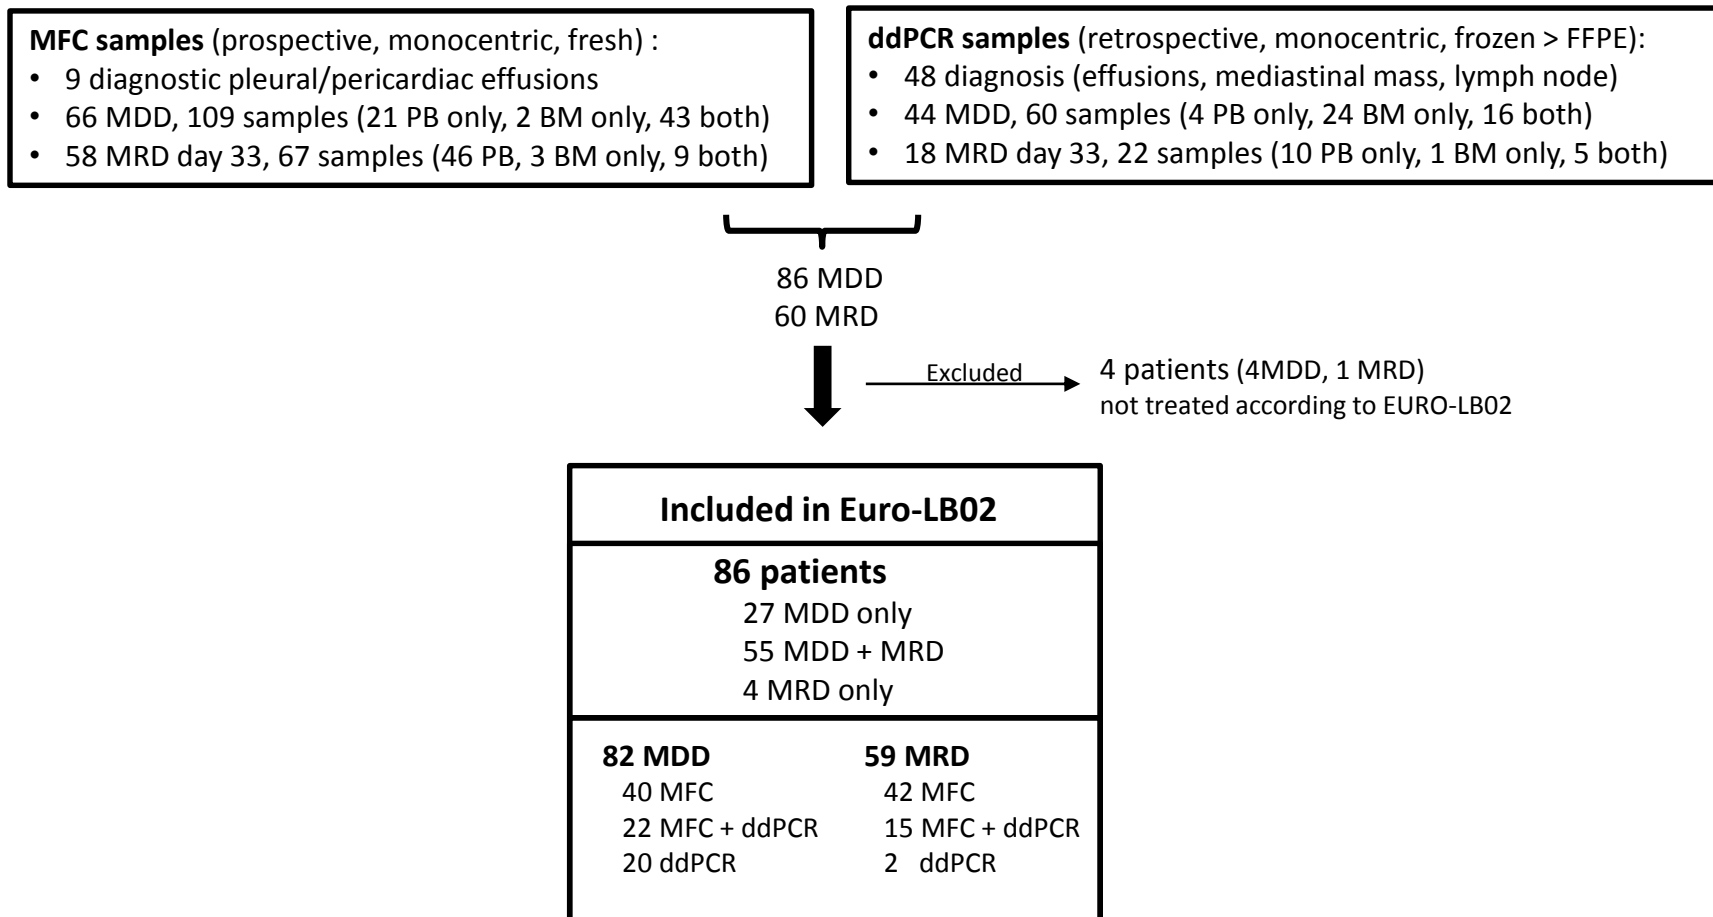 MFC samples (prospective, monocentric, fresh) :
• 9 diagnostic pleural/pericardiac effusions
• 66 MDD, 109 samples (21 PB only, 2 BM only, 43 both)
• 58 MRD day 33, 67 samples (46 PB, 3 BM only, 9 both)
ddPCR samples (retrospective, monocentric, frozen > FFPE):
• 48 diagnosis (effusions, mediastinal mass, lymph node)
• 44 MDD, 60 samples (4 PB only, 24 BM only, 16 both)
• 18 MRD day 33, 22 samples (10 PB only, 1 BM only, 5 both)
86 MDD
60 MRD
Excluded
4 patients (4MDD, 1 MRD)
not treated according to EURO-LB02
Included in Euro-LB02
86 patients
27 MDD only
55 MDD + MRD
4 MRD only
82 MDD
40 MFC
22 MFC + ddPCR
20 ddPCR
59 MRD
42 MFC
15 MFC + ddPCR
2 ddPCR